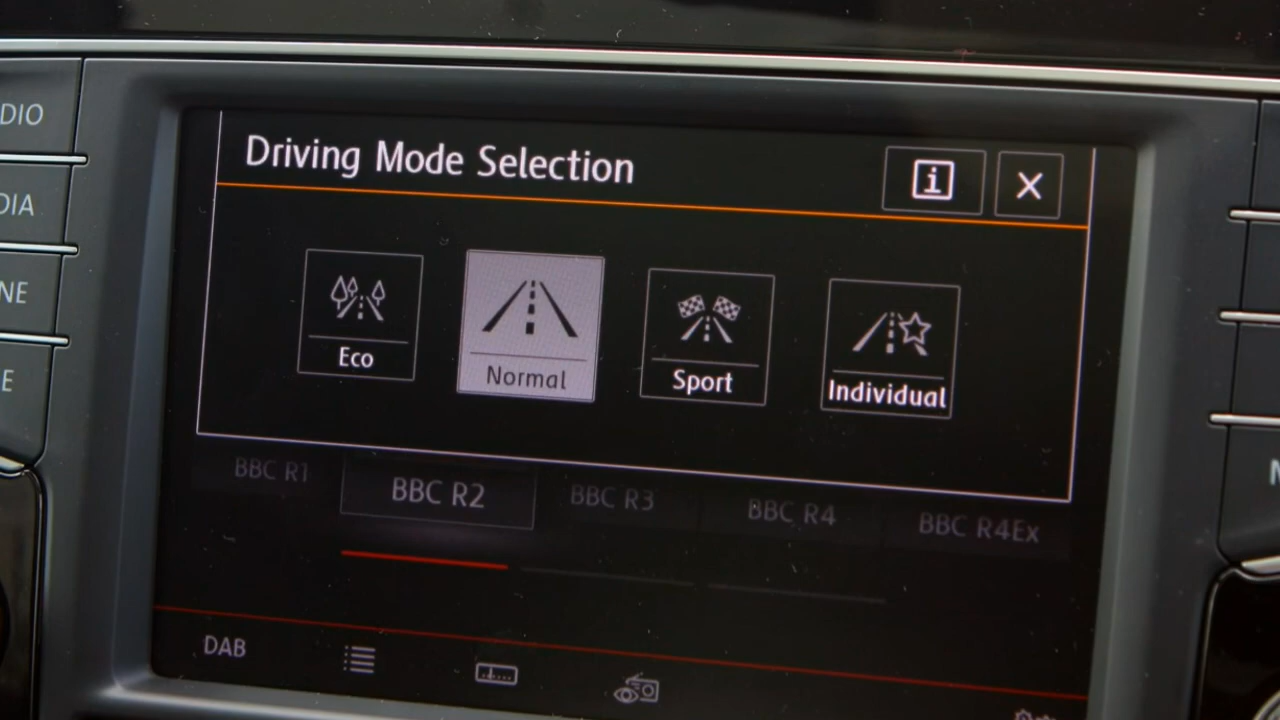 DIO
DIA
NE
E
Driving Mode Selection
i
Eco
Normal
Sport
Individual
BBC R1
BBC R2
BBC R3
BBC R4
BBC R4Ex
DAB